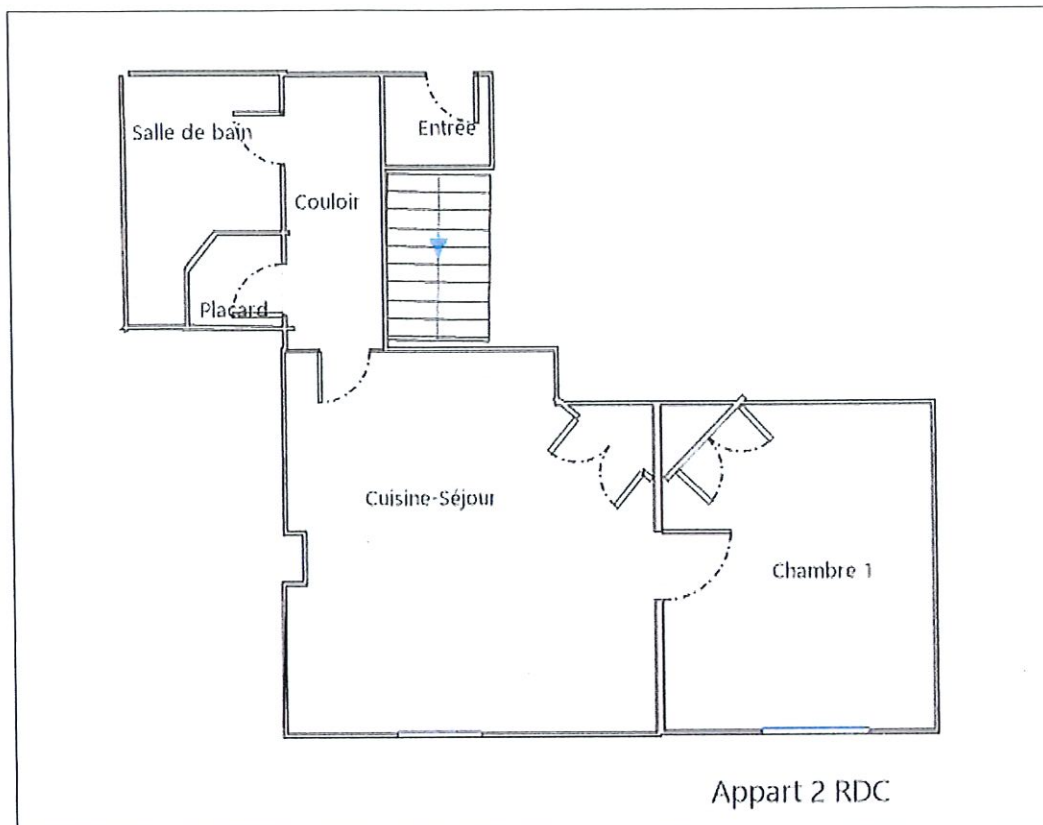 Salle de bain
Entrée
Couloir
Placard
Cuisine-Séjour
Chambre 1
Appart 2 RDC